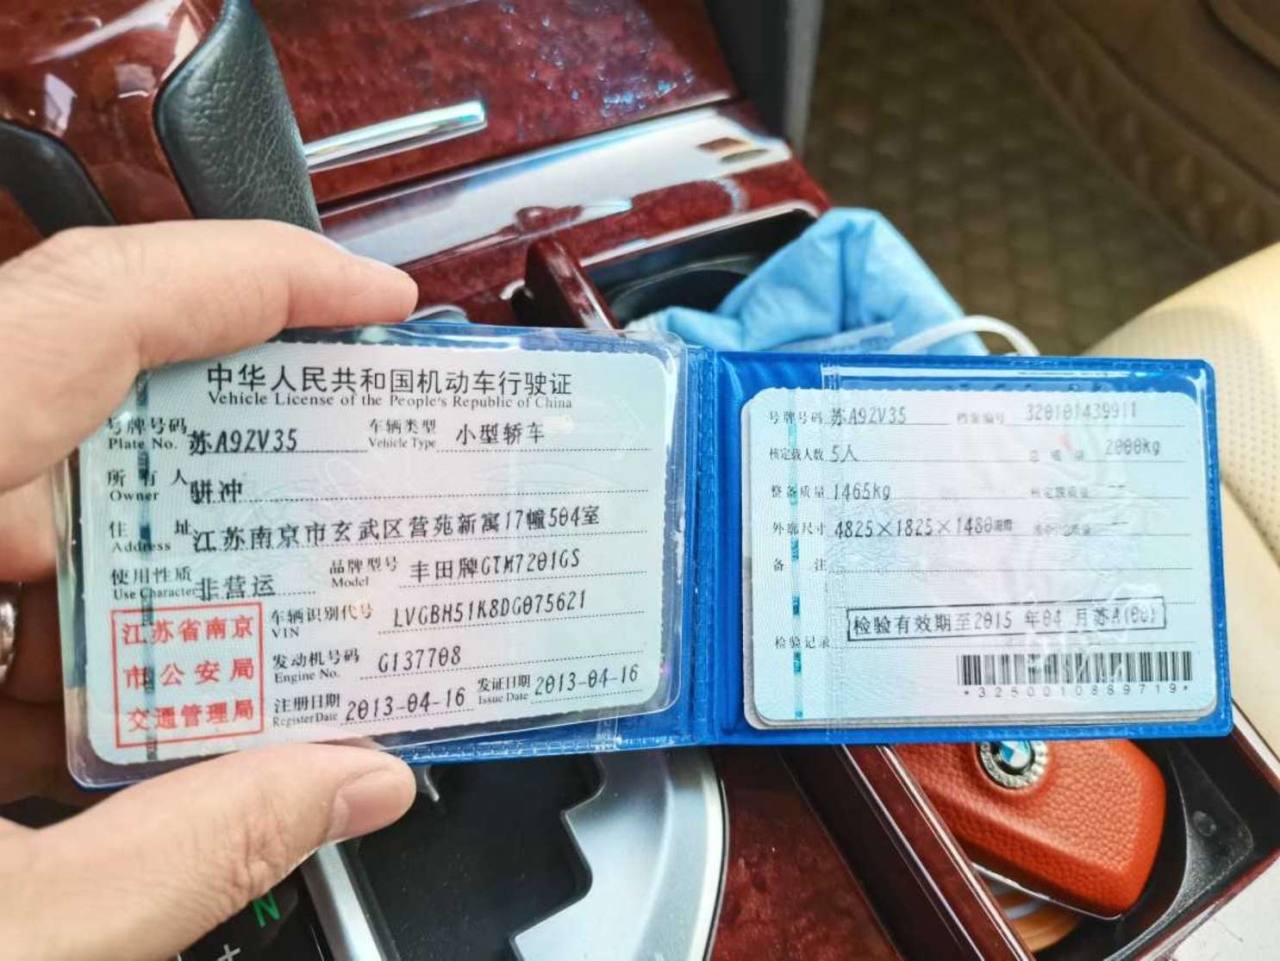 中华人民共和国机动车行驶证
Vehicle License of the People's Republic of China
号牌号码 苏A9ZV35 车辆类型 小型轿车
Plate No. Vehicle Type
所有人 骈冲
Owner
住址 江苏南京市玄武区营苑新寓17幢504室
Address
使用性质 非营运 品牌型号 丰田牌GTM7201GS
Use Character Model
江苏省南京
市公安局
交通管理局
车辆识别代号 LVGBH51K8DG075621
VIN
发动机号码 G137708
Engine No.
注册日期 2013-04-16 发证日期 2013-04-16
Register Date Issue Date
号牌号码 苏A9ZV35 档案编号 320101439911
核定载人数 5人 总质量 2000kg
整备质量 1465kg 核定载质量
外廓尺寸 4825×1825×1480mm
备注
检验记录 检验有效期至2015 年04 月苏A(00)
*3250010889719*
N